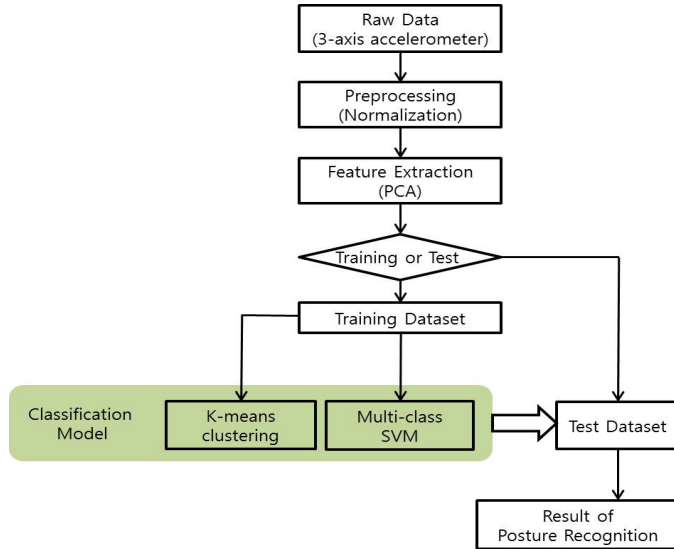 Raw Data
(3-axis accelerometer)
Preprocessing
(Normalization)
Feature Extraction
(PCA)
Training or Test
Training Dataset
Classification
Model
K-means
clustering
Multi-class
SVM
Test Dataset
Result of
Posture Recognition